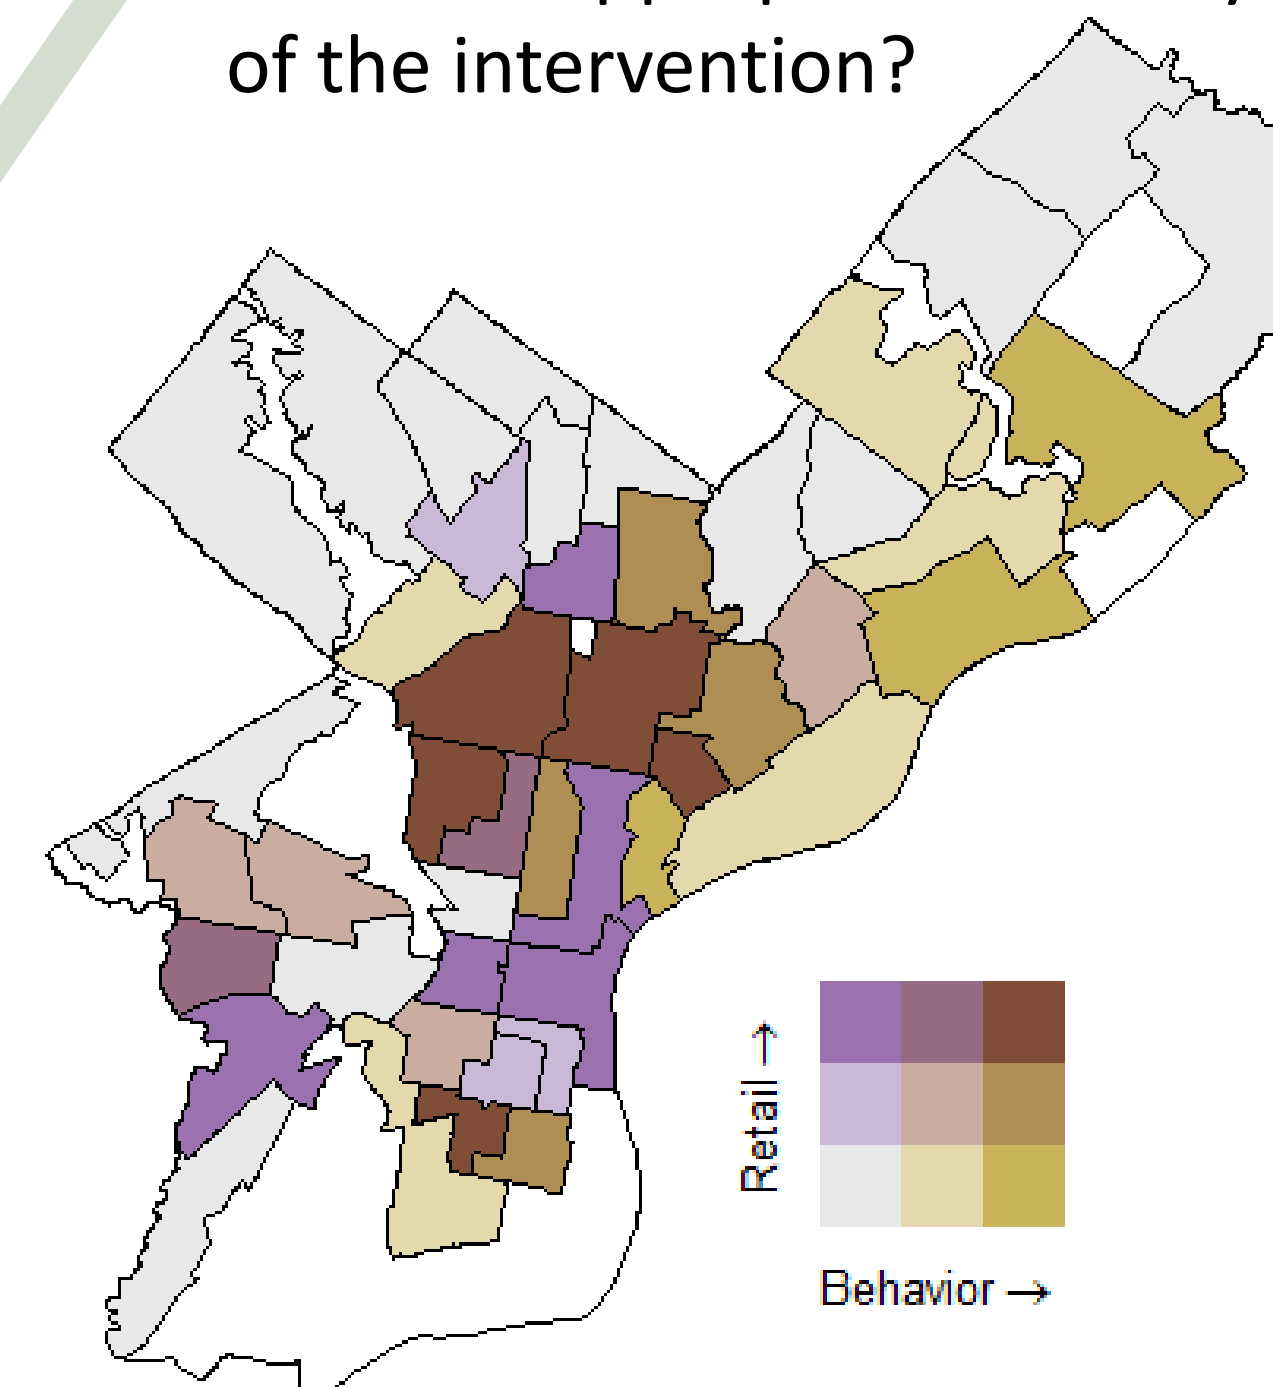 of the intervention?
Retail →
Behavior →